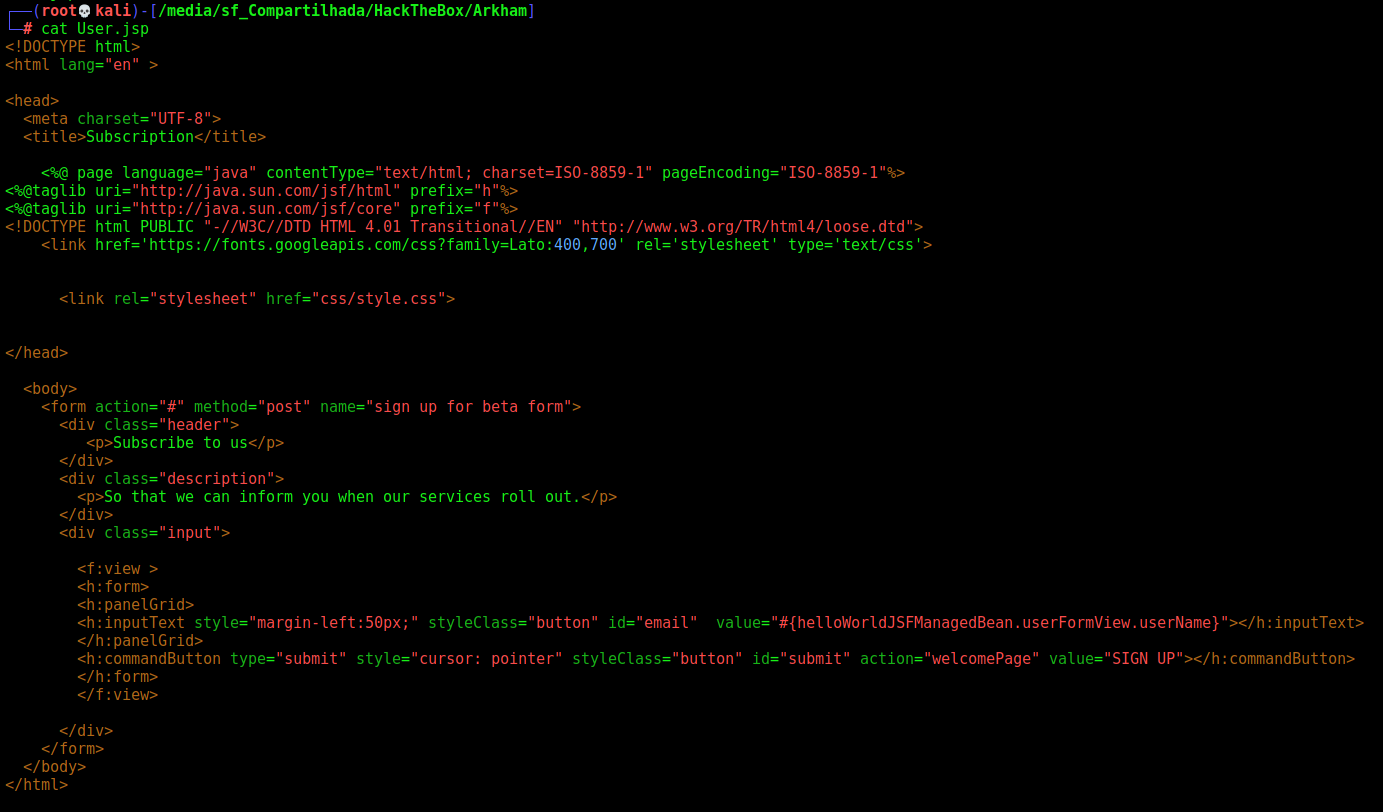 ┌──(root💀kali)-[/media/sf_Compartilhada/HackTheBox/Arkham]
└─# cat User.jsp
<!DOCTYPE html>
<html lang="en" >

<head>
  <meta charset="UTF-8">
  <title>Subscription</title>

    <%@ page language="java" contentType="text/html; charset=ISO-8859-1" pageEncoding="ISO-8859-1"%>
<%@taglib uri="http://java.sun.com/jsf/html" prefix="h"%>
<%@taglib uri="http://java.sun.com/jsf/core" prefix="f"%>
<!DOCTYPE html PUBLIC "-//W3C//DTD HTML 4.01 Transitional//EN" "http://www.w3.org/TR/html4/loose.dtd">
    <link href='https://fonts.googleapis.com/css?family=Lato:400,700' rel='stylesheet' type='text/css'>


      <link rel="stylesheet" href="css/style.css">


</head>

  <body>
    <form action="#" method="post" name="sign up for beta form">
      <div class="header">
         <p>Subscribe to us</p>
      </div>
      <div class="description">
        <p>So that we can inform you when our services roll out.</p>
      </div>
      <div class="input">

        <f:view >
        <h:form>
        <h:panelGrid>
        <h:inputText style="margin-left:50px;" styleClass="button" id="email"  value="#{helloWorldJSFManagedBean.userFormView.userName}"></h:inputText>
        </h:panelGrid>
        <h:commandButton type="submit" style="cursor: pointer" styleClass="button" id="submit" action="welcomePage" value="SIGN UP"></h:commandButton>
        </h:form>
        </f:view>

      </div>
    </form>
  </body>
</html>